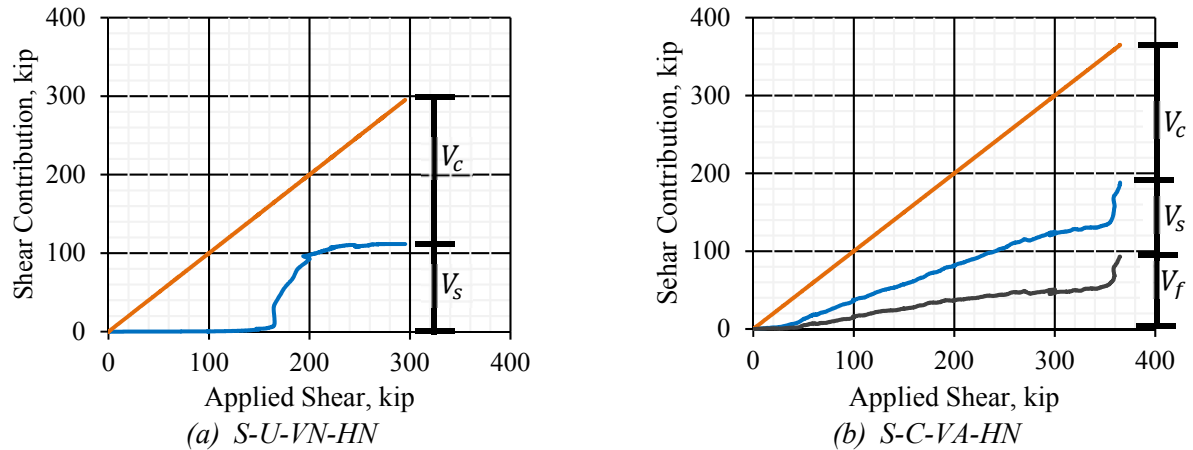 400
300
200
100
0
Shear Contribution, kip
V_c
V_s
0 100 200 300 400
Applied Shear, kip
(a) S-U-VN-HN
400
300
200
100
0
Sehar Contribution, kip
V_c
V_s
V_f
0 100 200 300 400
Applied Shear, kip
(b) S-C-VA-HN